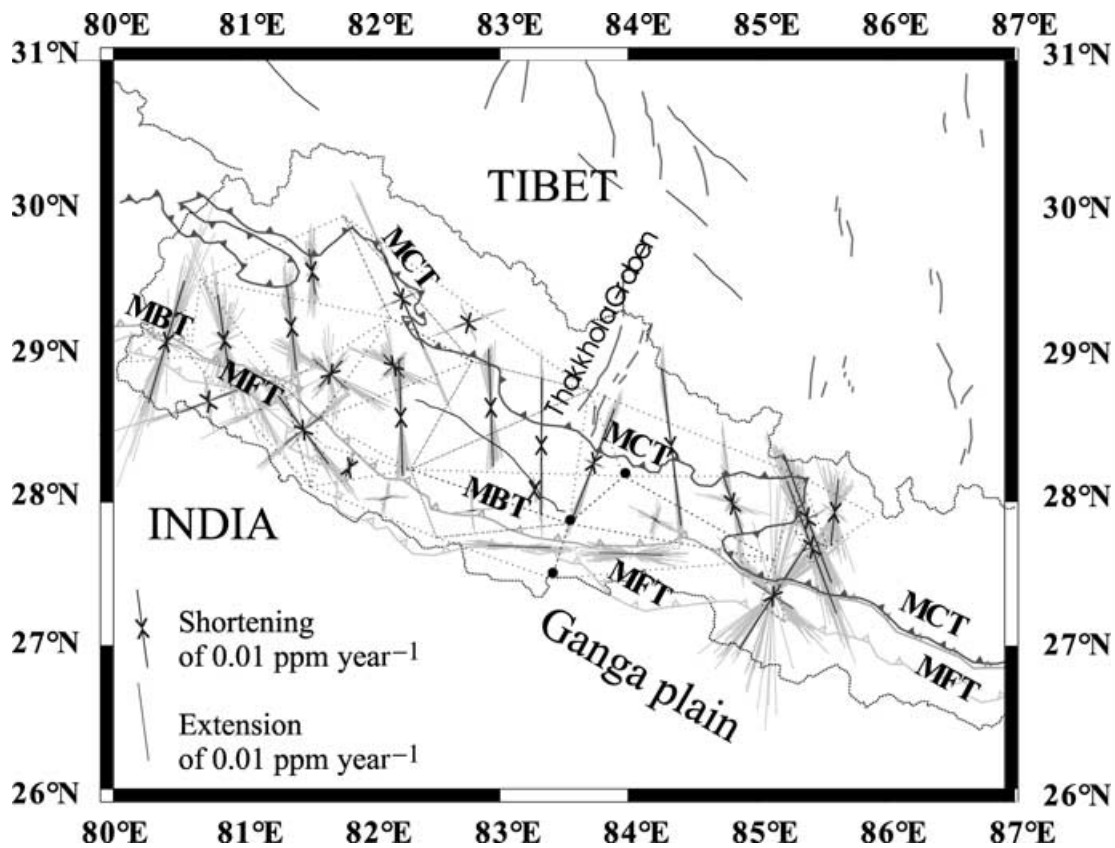 80°E 81°E 82°E 83°E 84°E 85°E 86°E 87°E
31°N 31°N
TIBET
30°N 30°N
MCT
Thakkhola Graben
MBT
29°N 29°N
MFT
MCT
28°N MBT 28°N
INDIA
MFT
Shortening
of 0.01 ppm year⁻¹
Ganga plain
MCT
27°N 27°N
MFT
Extension
of 0.01 ppm year⁻¹
26°N 26°N
80°E 81°E 82°E 83°E 84°E 85°E 86°E 87°E